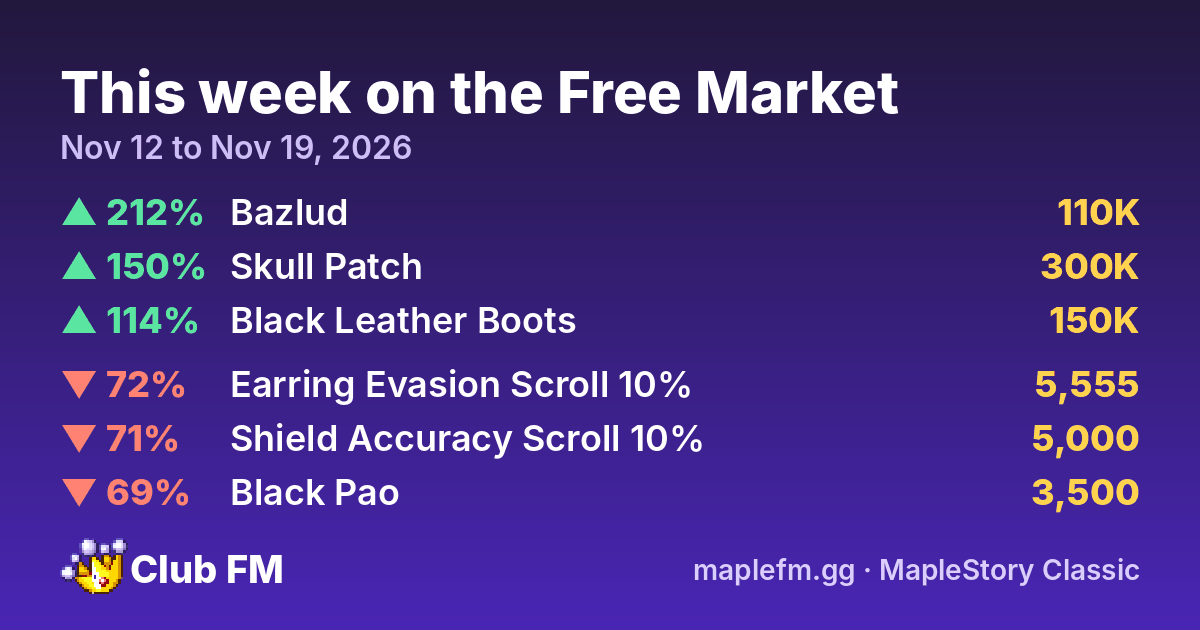 This week on the Free Market
Nov 12 to Nov 19, 2026
▲ 212% Bazlud 110K
▲ 150% Skull Patch 300K
▲ 114% Black Leather Boots 150K
▼ 72% Earring Evasion Scroll 10% 5,555
▼ 71% Shield Accuracy Scroll 10% 5,000
▼ 69% Black Pao 3,500
Club FM
maplefm.gg · MapleStory Classic